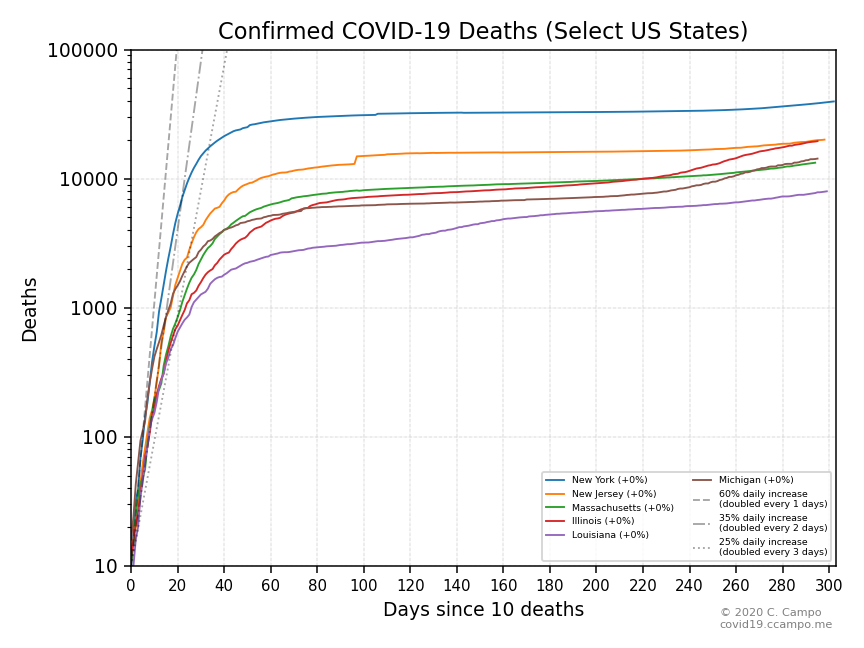 Confirmed COVID-19 Deaths (Select US States)
100000
10000
1000
100
10
Deaths
0 20 40 60 80 100 120 140 160 180 200 220 240 260 280 300
Days since 10 deaths
New York (+0%)
New Jersey (+0%)
Massachusetts (+0%)
Illinois (+0%)
Louisiana (+0%)
Michigan (+0%)
60% daily increase
(doubled every 1 days)
35% daily increase
(doubled every 2 days)
25% daily increase
(doubled every 3 days)
© 2020 C. Campo
covid19.ccampo.me